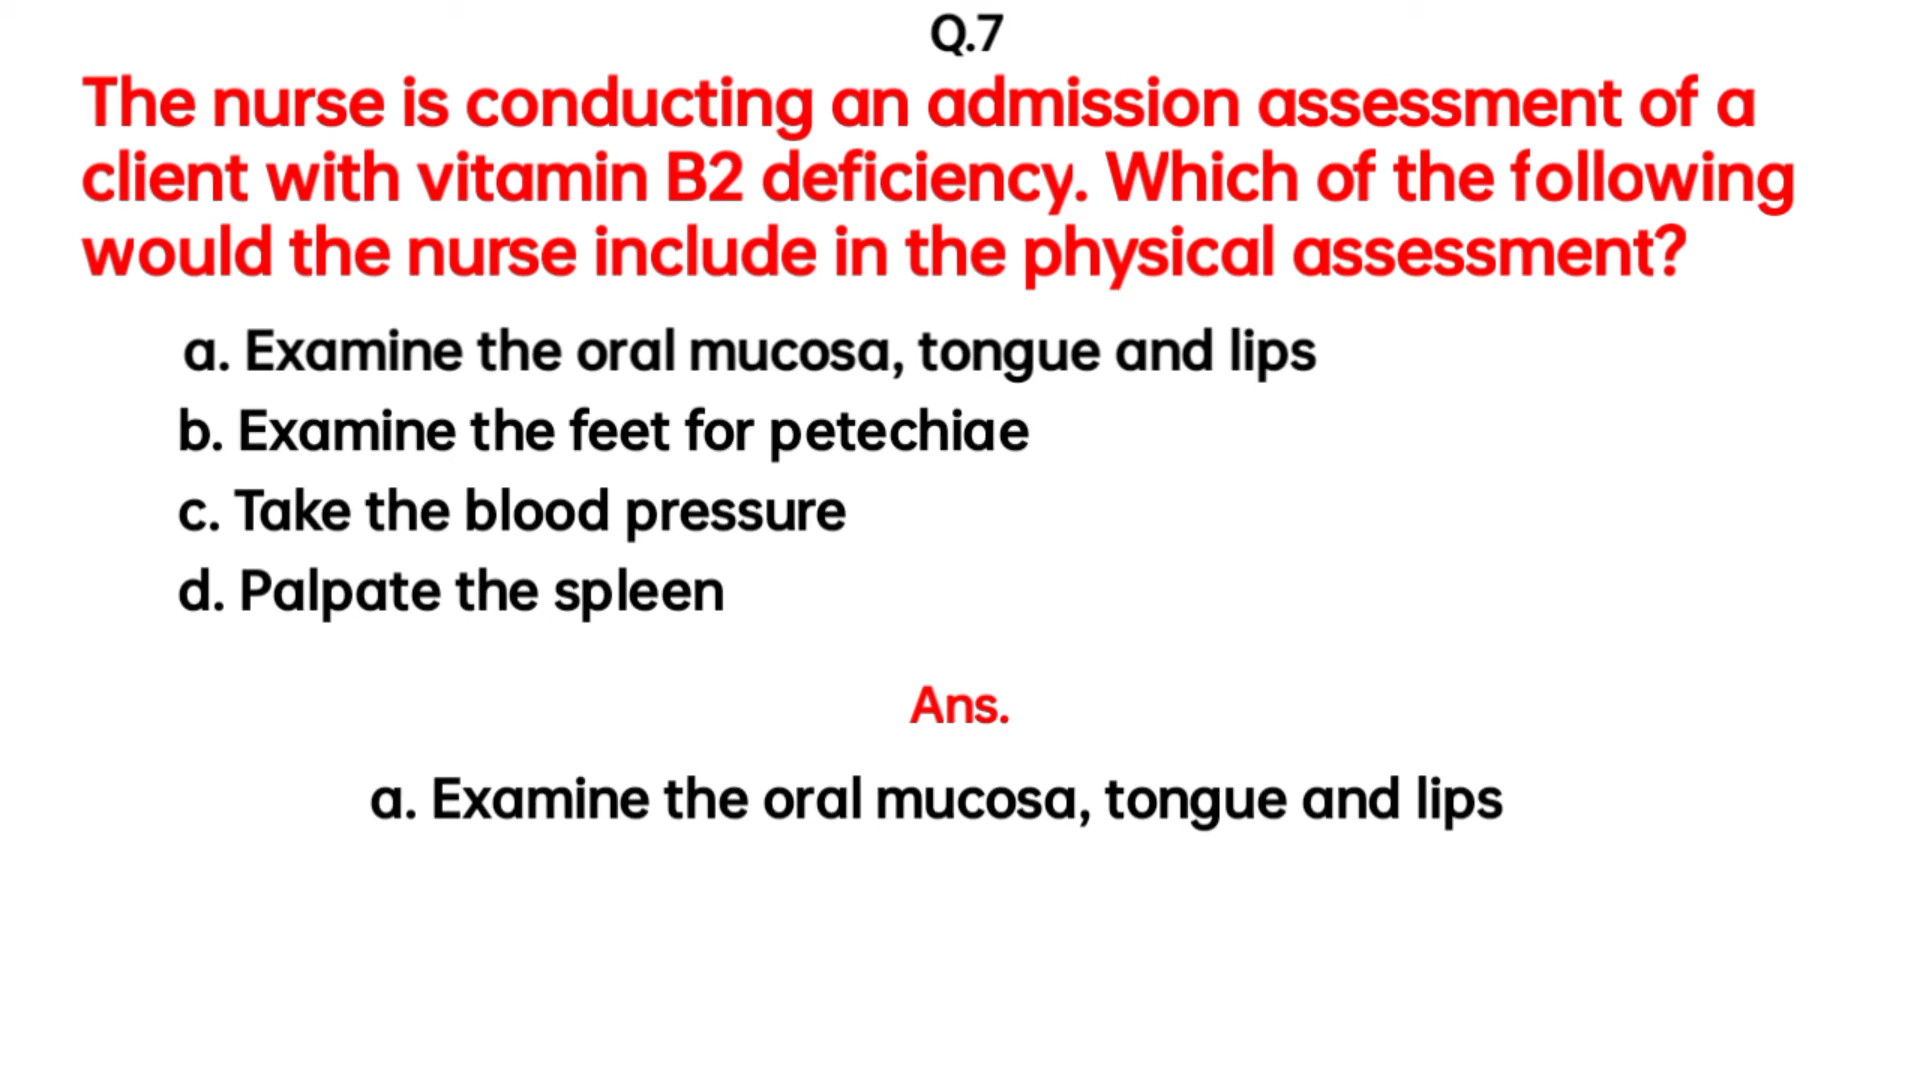 Q.7
The nurse is conducting an admission assessment of a
client with vitamin B2 deficiency. Which of the following
would the nurse include in the physical assessment?
a. Examine the oral mucosa, tongue and lips
b. Examine the feet for petechiae
c. Take the blood pressure
d. Palpate the spleen
Ans.
a. Examine the oral mucosa, tongue and lips